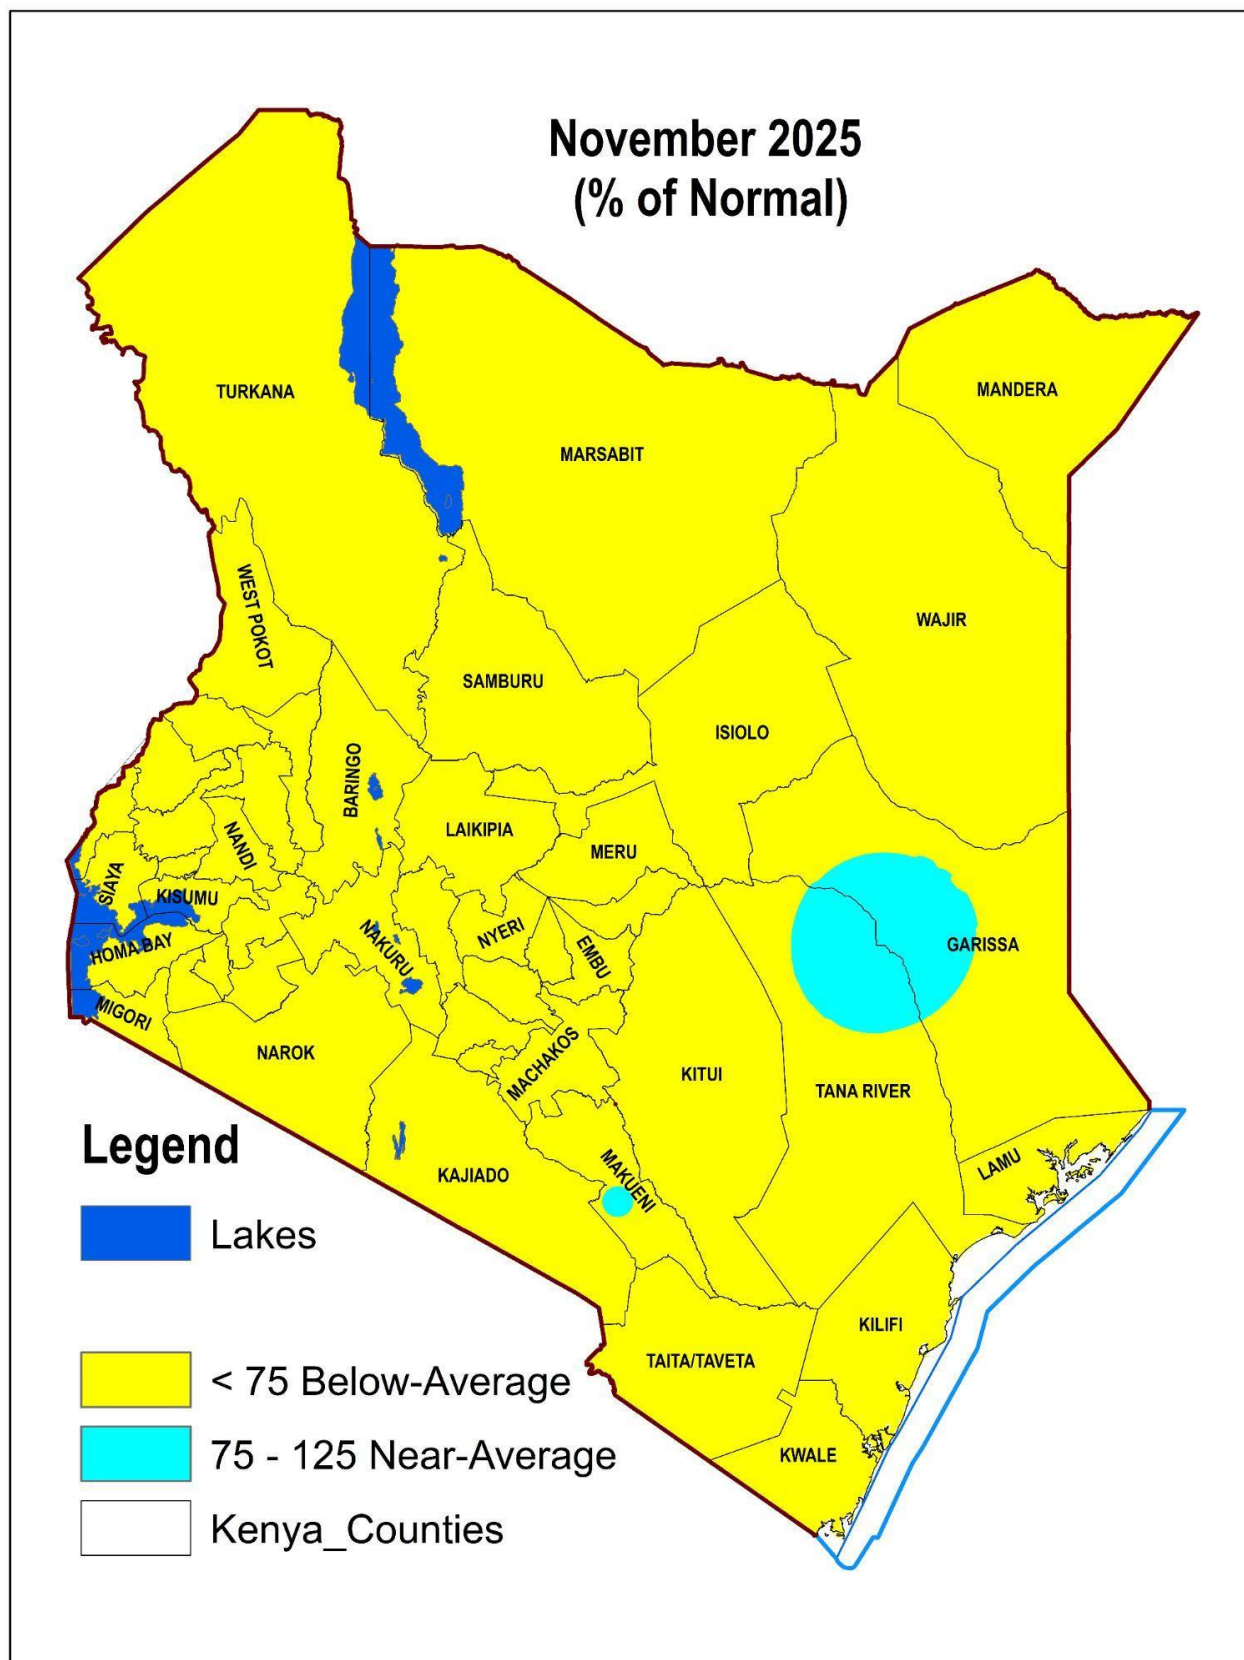 November 2025
(% of Normal)
MANDERA
TURKANA
MARSABIT
WEST POKOT
WAJIR
SAMBURU
ISIOLO
BARINGO
LAIKIPIA
NANDI
MERU
SIAYA
KISUMU
NYERI
HOMA BAY
NAKURU
EMBU
GARISSA
MIGORI
NAROK
MACHAKOS
KITUI
TANA RIVER
LAMU
KAJIADO
MAKUENI
KILIFI
TAITA/TAVETA
KWALE
Legend
Lakes
< 75 Below-Average
75 - 125 Near-Average
Kenya_Counties